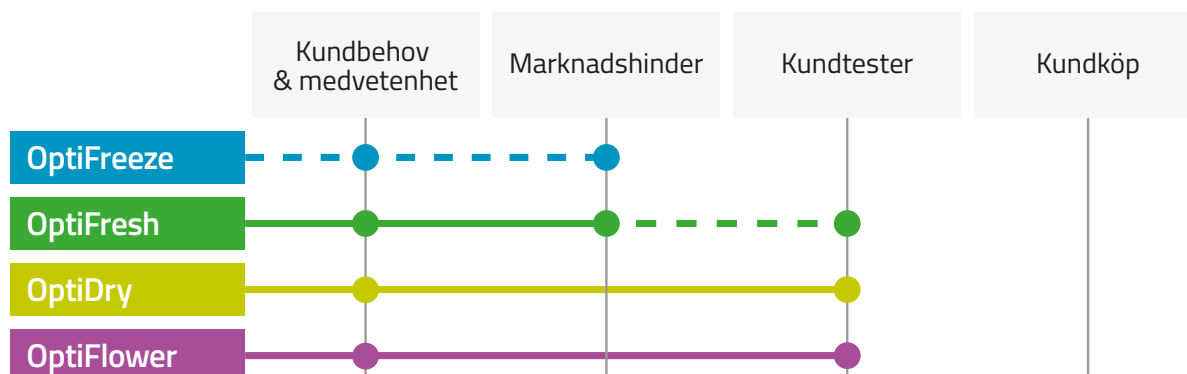 Kundbehov
& medvetenhet
Marknadshinder
Kundtester
Kundköp
OptiFreeze
OptiFresh
OptiDry
OptiFlower